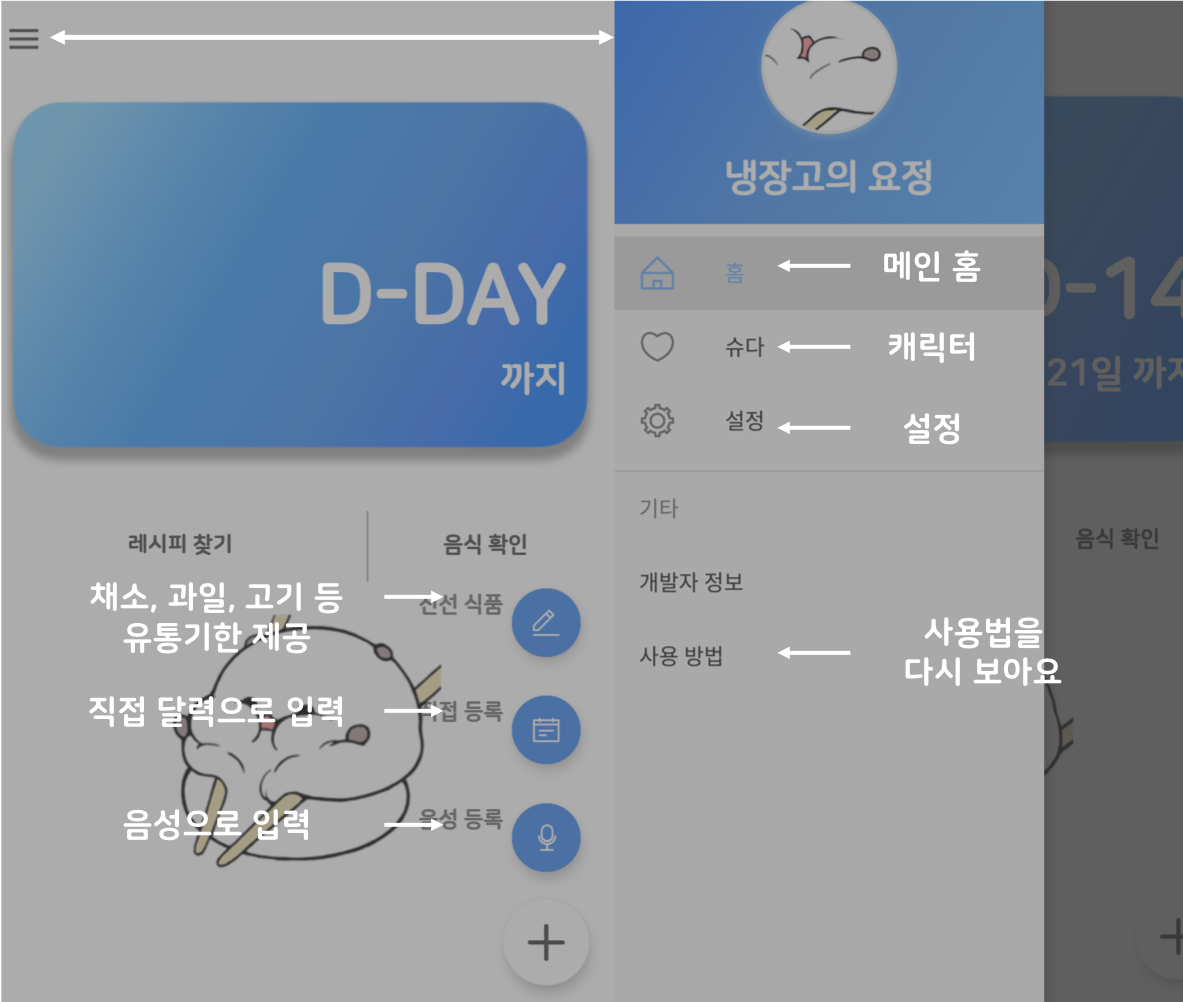 D-DAY
까지
레시피 찾기
음식 확인
채소, 과일, 고기 등
유통기한 제공
신선 식품
직접 달력으로 입력
직접 등록
음성으로 입력
음성 등록
냉장고의 요정
홈
메인 홈
슈다
캐릭터
설정
설정
기타
개발자 정보
사용 방법
사용법을
다시 보아요
-14
21일 까지
음식 확인